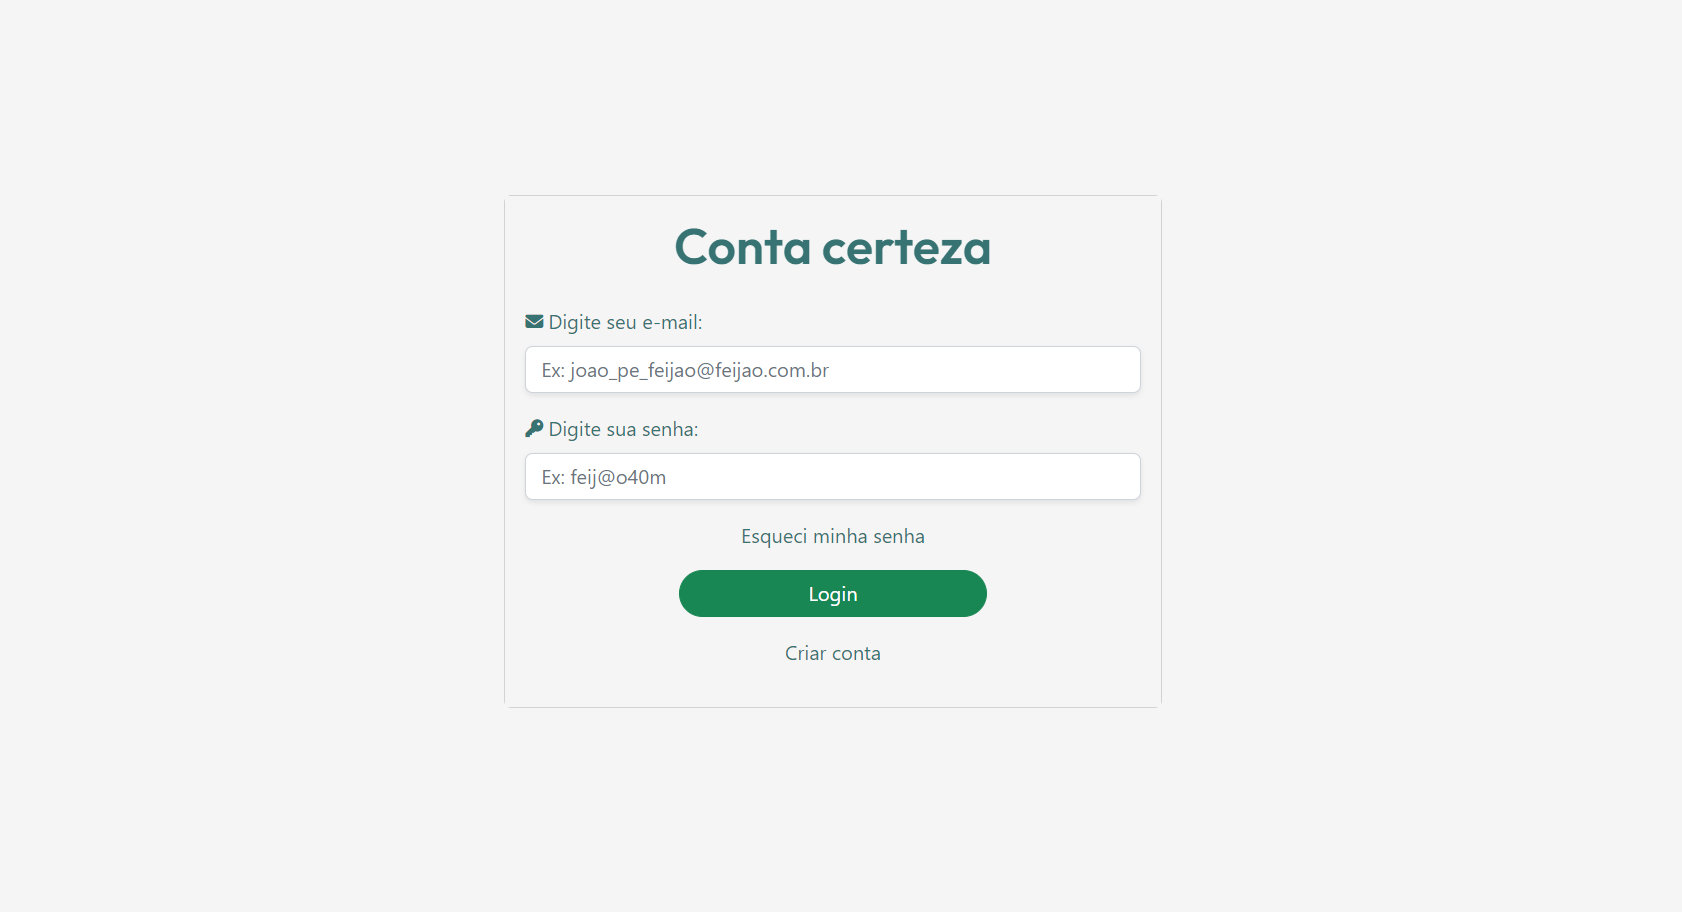 Conta certeza
Digite seu e-mail:
Ex: joao_pe_feijao@feijao.com.br
Digite sua senha:
Ex: feij@o40m
Esqueci minha senha
Login
Criar conta